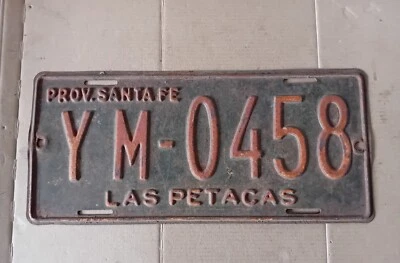 PROV. SANTA FE
YM-0458
LAS PETACAS